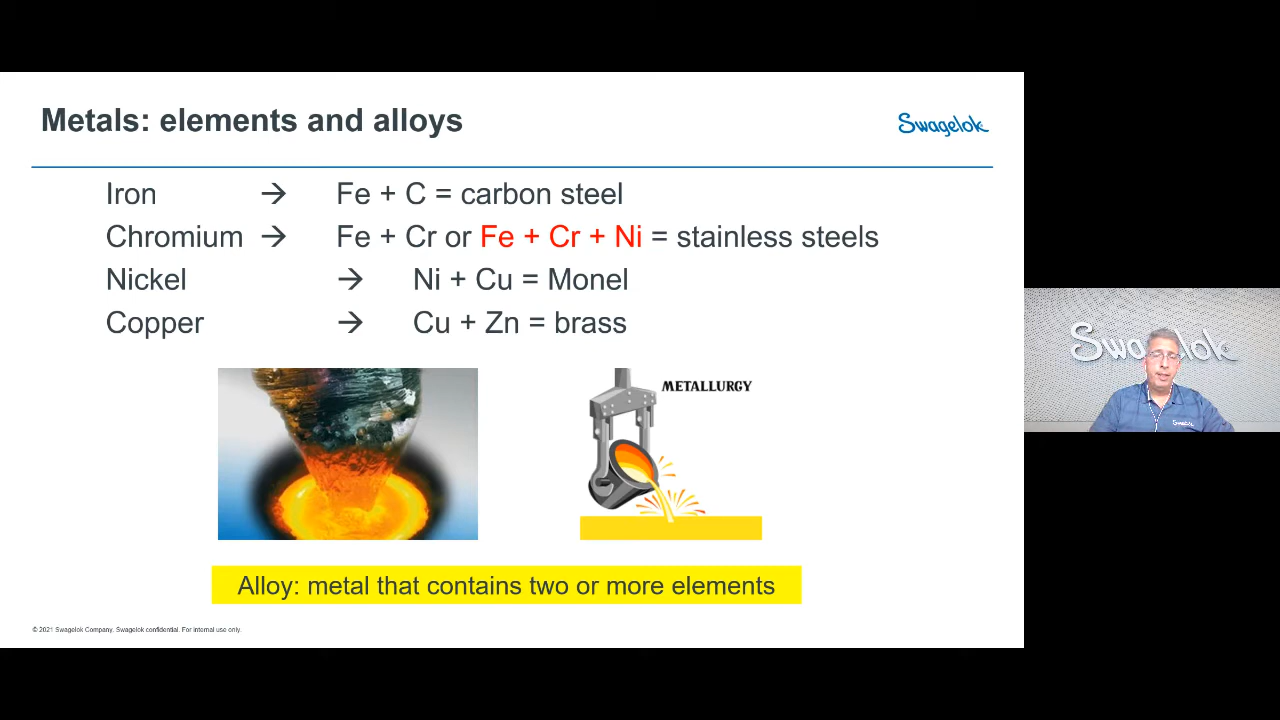 Metals: elements and alloys
Swagelok
Iron → Fe + C = carbon steel
Chromium → Fe + Cr or Fe + Cr + Ni = stainless steels
Nickel → Ni + Cu = Monel
Copper → Cu + Zn = brass
METALLURGY
Swagelok
Swagelok
Alloy: metal that contains two or more elements
© 2021 Swagelok Company. Swagelok confidential. For internal use only.